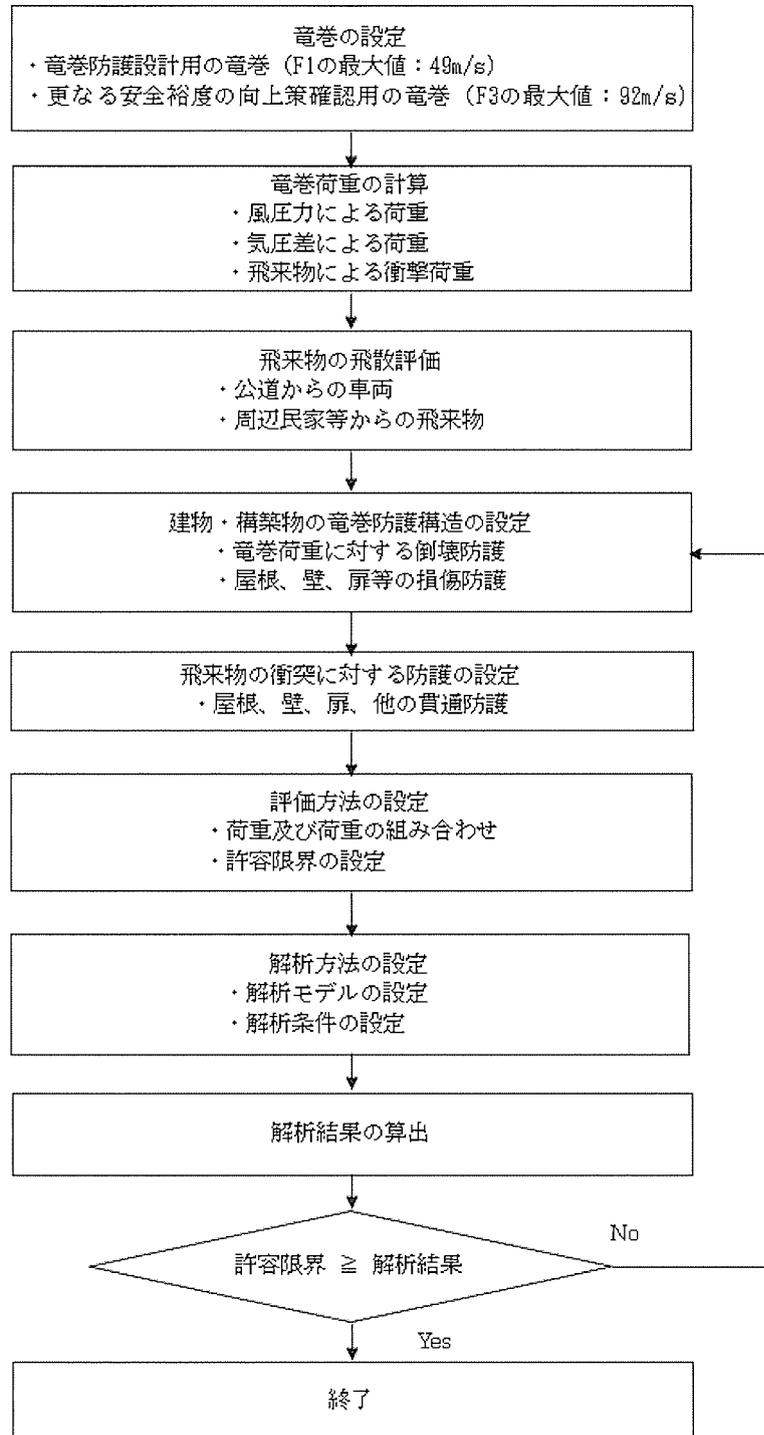 竜巻の設定
・竜巻防護設計用の竜巻（F1の最大値：49m/s）
・更なる安全裕度の向上策確認用の竜巻（F3の最大値：92m/s）
竜巻荷重の計算
・風圧力による荷重
・気圧差による荷重
・飛来物による衝撃荷重
飛来物の飛散評価
・公道からの車両
・周辺民家等からの飛来物
建物・構築物の竜巻防護構造の設定
・竜巻荷重に対する倒壊防護
・屋根、壁、扉等の損傷防護
飛来物の衝突に対する防護の設定
・屋根、壁、扉、他の貫通防護
評価方法の設定
・荷重及び荷重の組み合わせ
・許容限界の設定
解析方法の設定
・解析モデルの設定
・解析条件の設定
解析結果の算出
No
許容限界 ≧ 解析結果
Yes
終了